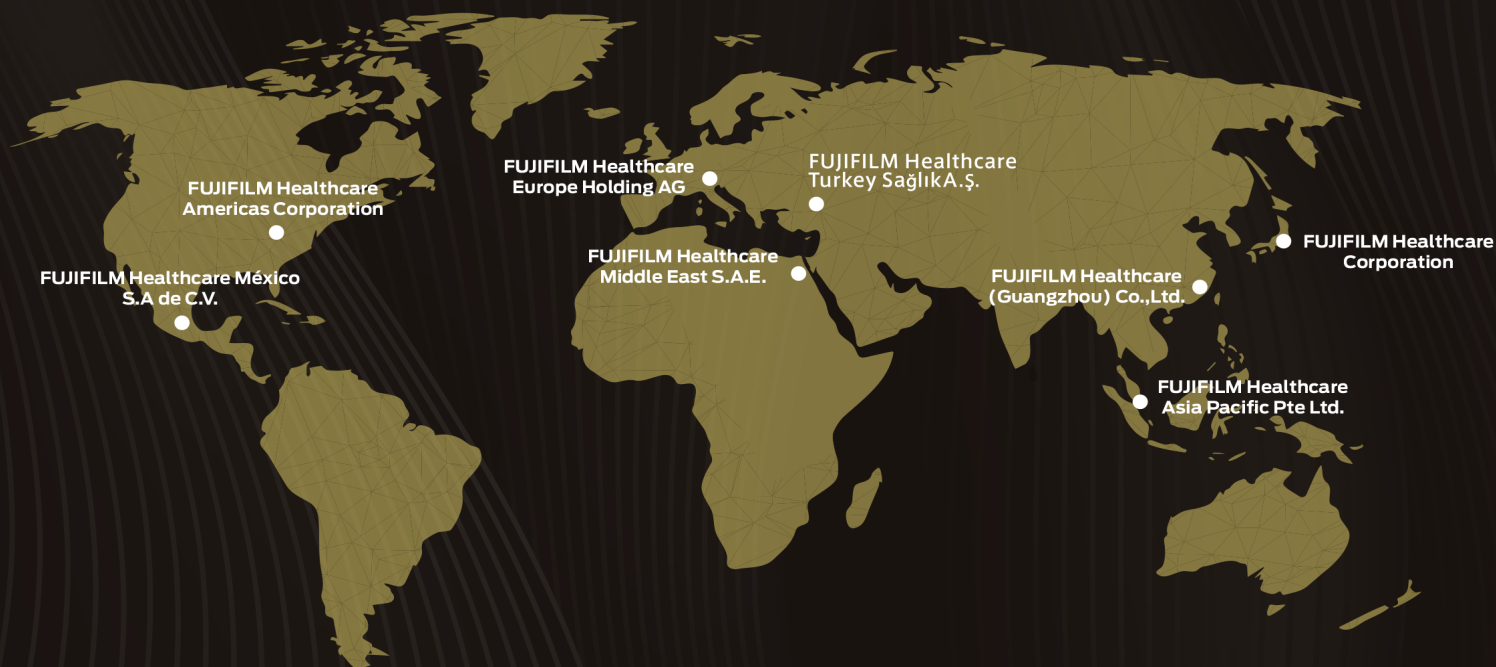 FUJIFILM Healthcare
Europe Holding AG
FUJIFILM Healthcare
Turkey SağlıkA.Ş.
FUJIFILM Healthcare
Americas Corporation
FUJIFILM Healthcare
Corporation
FUJIFILM Healthcare
Middle East S.A.E.
FUJIFILM Healthcare México
S.A de C.V.
FUJIFILM Healthcare
(Guangzhou) Co.,Ltd.
FUJIFILM Healthcare
Asia Pacific Pte Ltd.